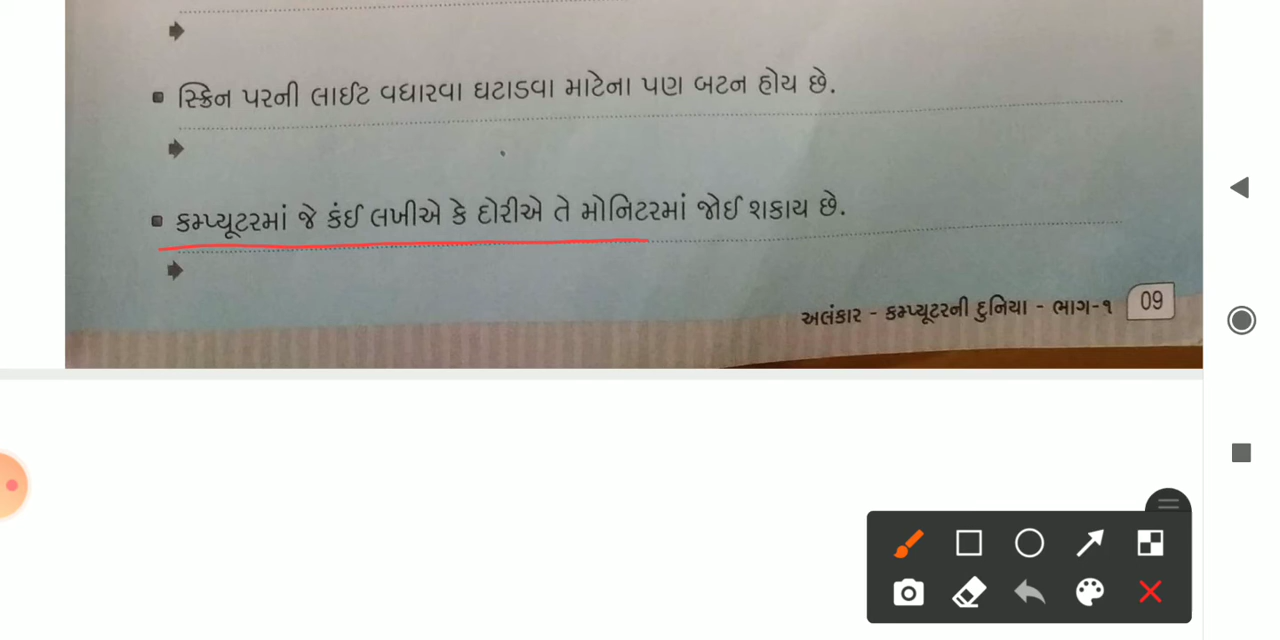 સ્ક્રિન પરની લાઈટ વધારવા ઘટાડવા માટેના પણ બટન હોય છે.
કમ્પ્યૂટરમાં જે કંઈ લખીએ કે દોરીએ તે મોનિટરમાં જોઈ શકાય છે.
અલંકાર - કમ્પ્યૂટરની દુનિયા - ભાગ-૧ 09